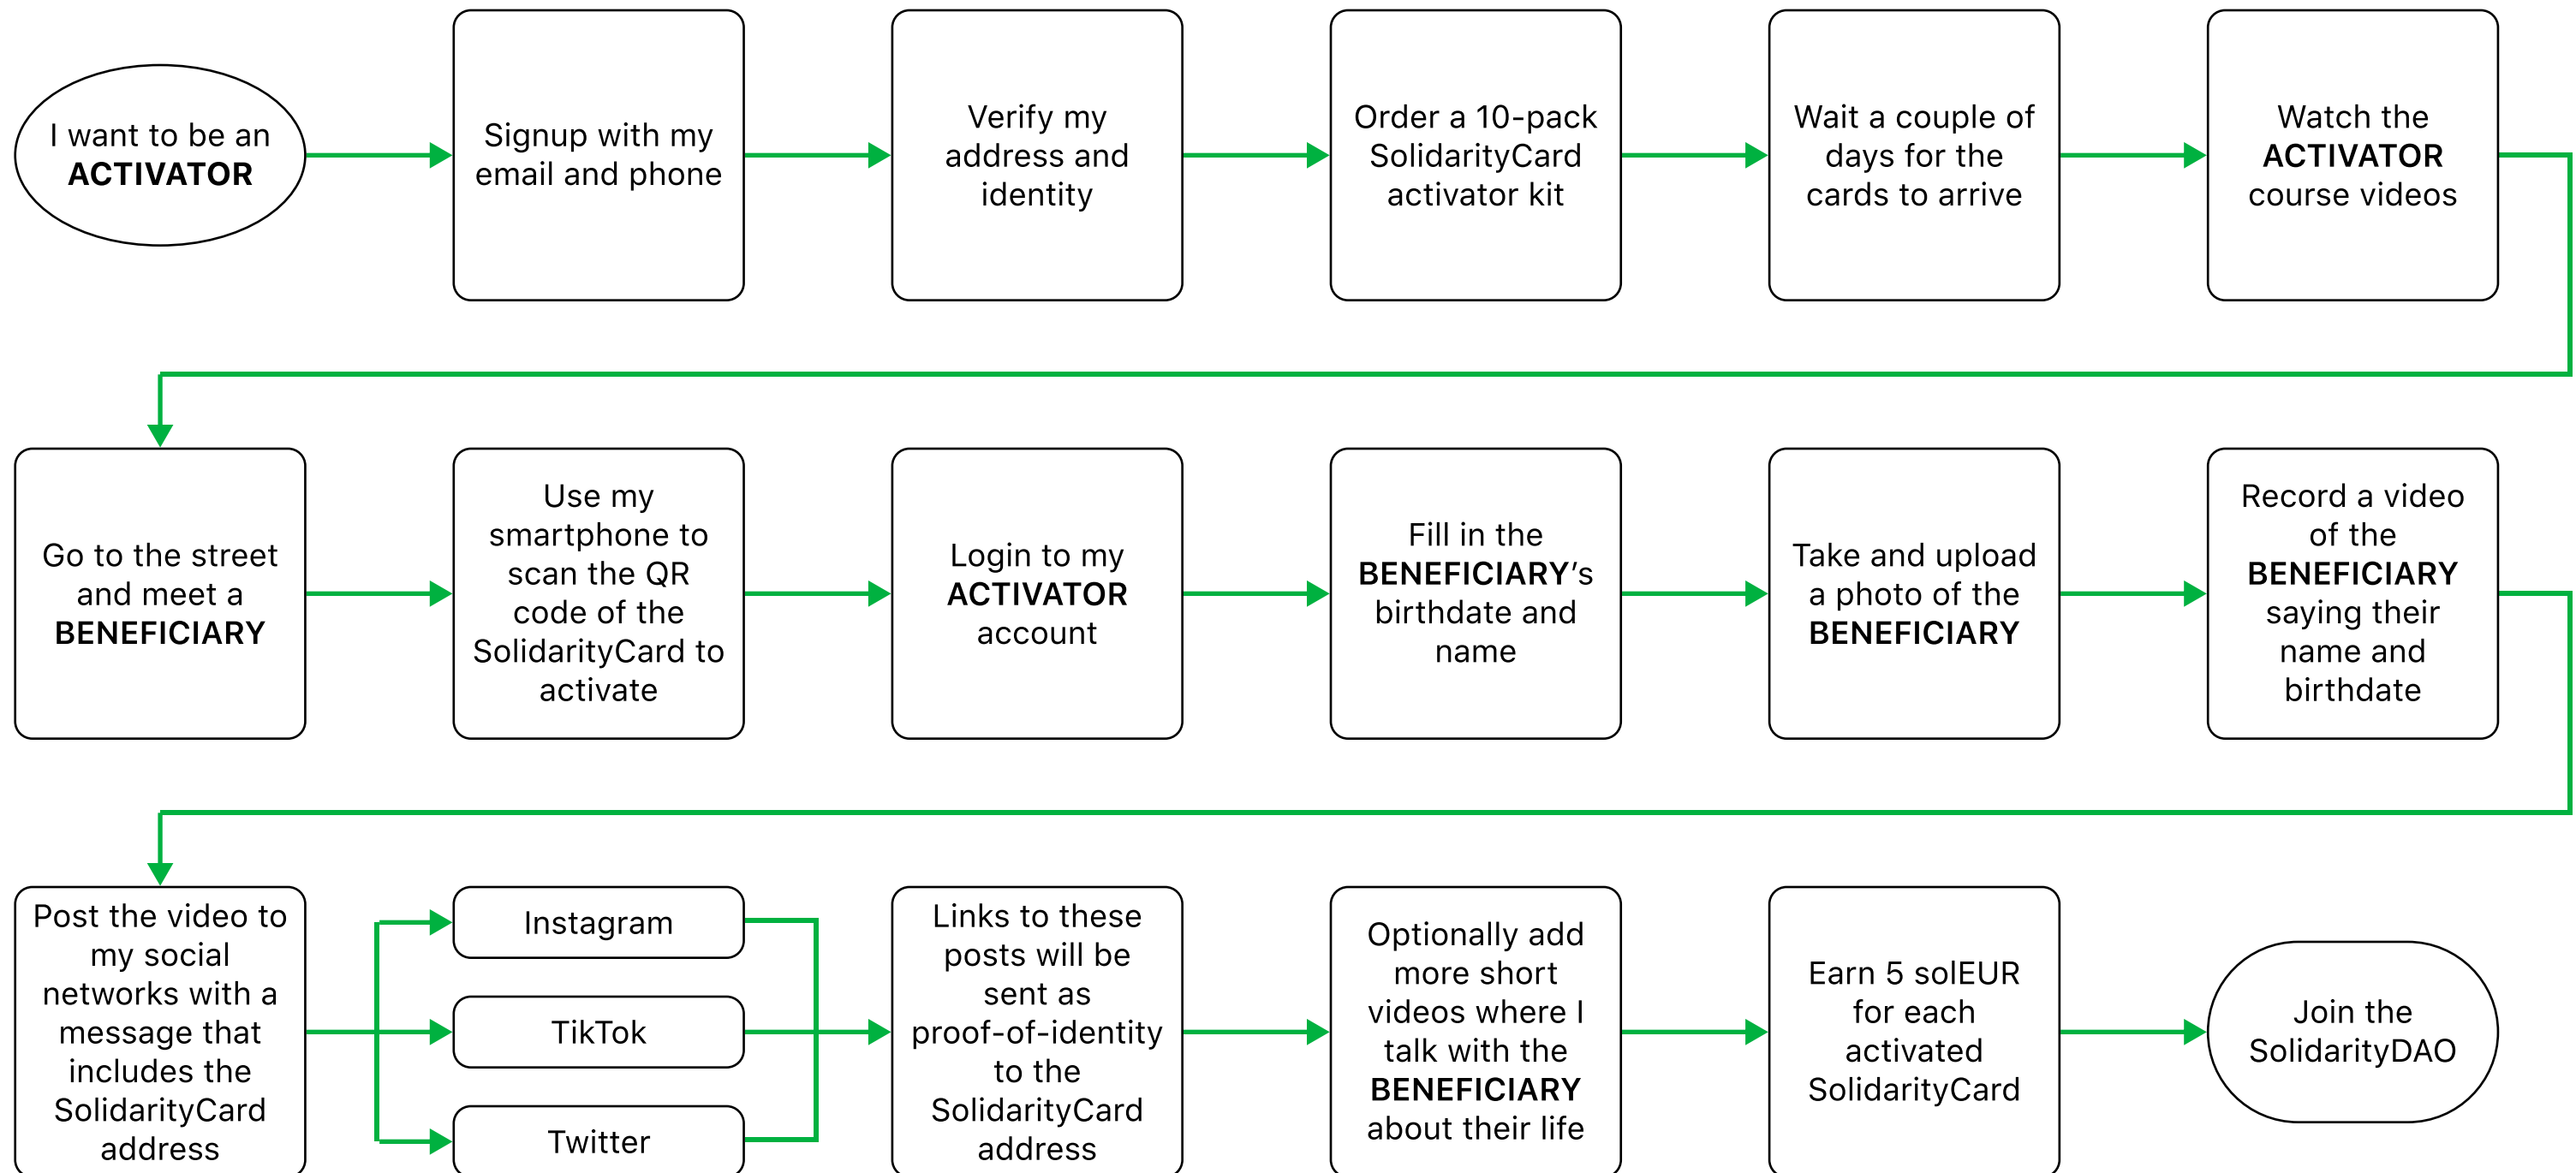 I want to be an
ACTIVATOR
Signup with my
email and phone
Verify my
address and
identity
Order a 10-pack
SolidarityCard
activator kit
Wait a couple of
days for the
cards to arrive
Watch the
ACTIVATOR
course videos
Go to the street
and meet a
BENEFICIARY
Use my
smartphone to
scan the QR
code of the
SolidarityCard to
activate
Login to my
ACTIVATOR
account
Fill in the
BENEFICIARY’s
birthdate and
name
Take and upload
a photo of the
BENEFICIARY
Record a video
of the
BENEFICIARY
saying their
name and
birthdate
Post the video to
my social
networks with a
message that
includes the
SolidarityCard
address
Instagram
TikTok
Twitter
Links to these
posts will be
sent as
proof-of-identity
to the
SolidarityCard
address
Optionally add
more short
videos where I
talk with the
BENEFICIARY
about their life
Earn 5 solEUR
for each
activated
SolidarityCard
Join the
SolidarityDAO